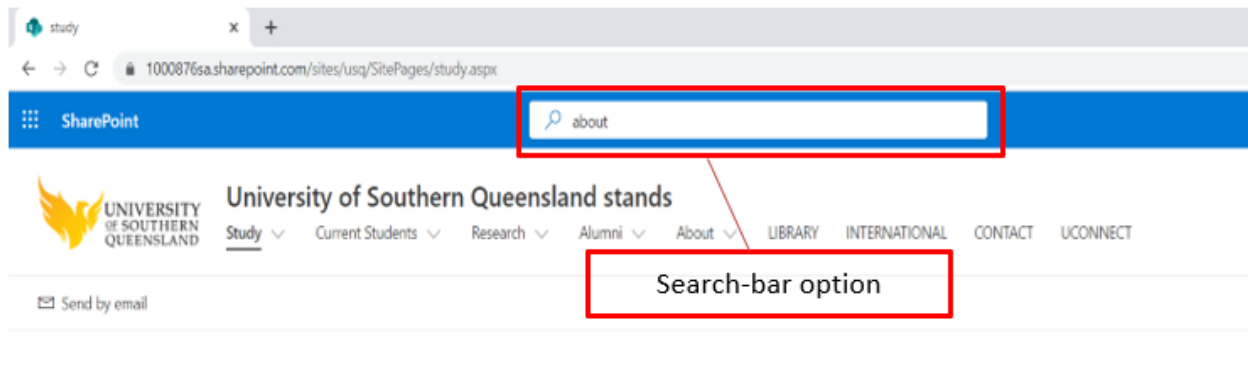 study
1000876sa.sharepoint.com/sites/usq/SitePages/study.aspx
SharePoint
about
UNIVERSITY
OF SOUTHERN
QUEENSLAND
University of Southern Queensland stands
Study Current Students Research Alumni About LIBRARY INTERNATIONAL CONTACT UCONNECT
Search-bar option
Send by email